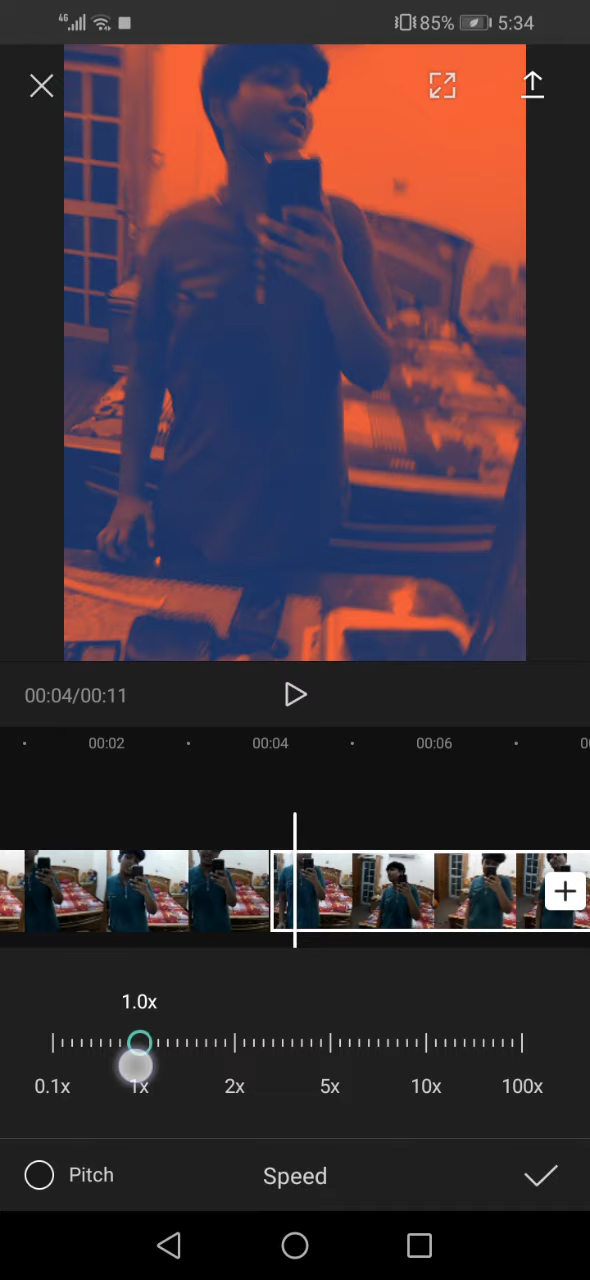 4G 85% 5:34
00:04/00:11
00:02 00:04 00:06
1.0x
0.1x 1x 2x 5x 10x 100x
Pitch Speed